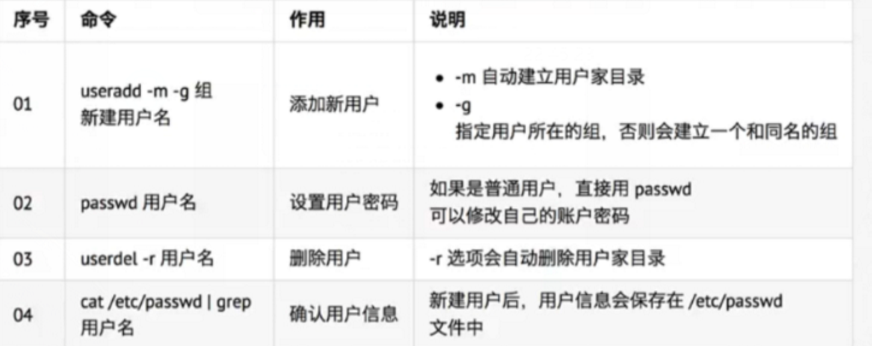 序号 命令 作用 说明
01
useradd -m -g 组
新建用户名
添加新用户
• -m 自动建立用户家目录
• -g
指定用户所在的组，否则会建立一个和同名的组
02
passwd 用户名
设置用户密码
如果是普通用户，直接用 passwd
可以修改自己的账户密码
03
userdel -r 用户名
删除用户
-r 选项会自动删除用户家目录
04
cat /etc/passwd | grep
用户名
确认用户信息
新建用户后，用户信息会保存在 /etc/passwd
文件中